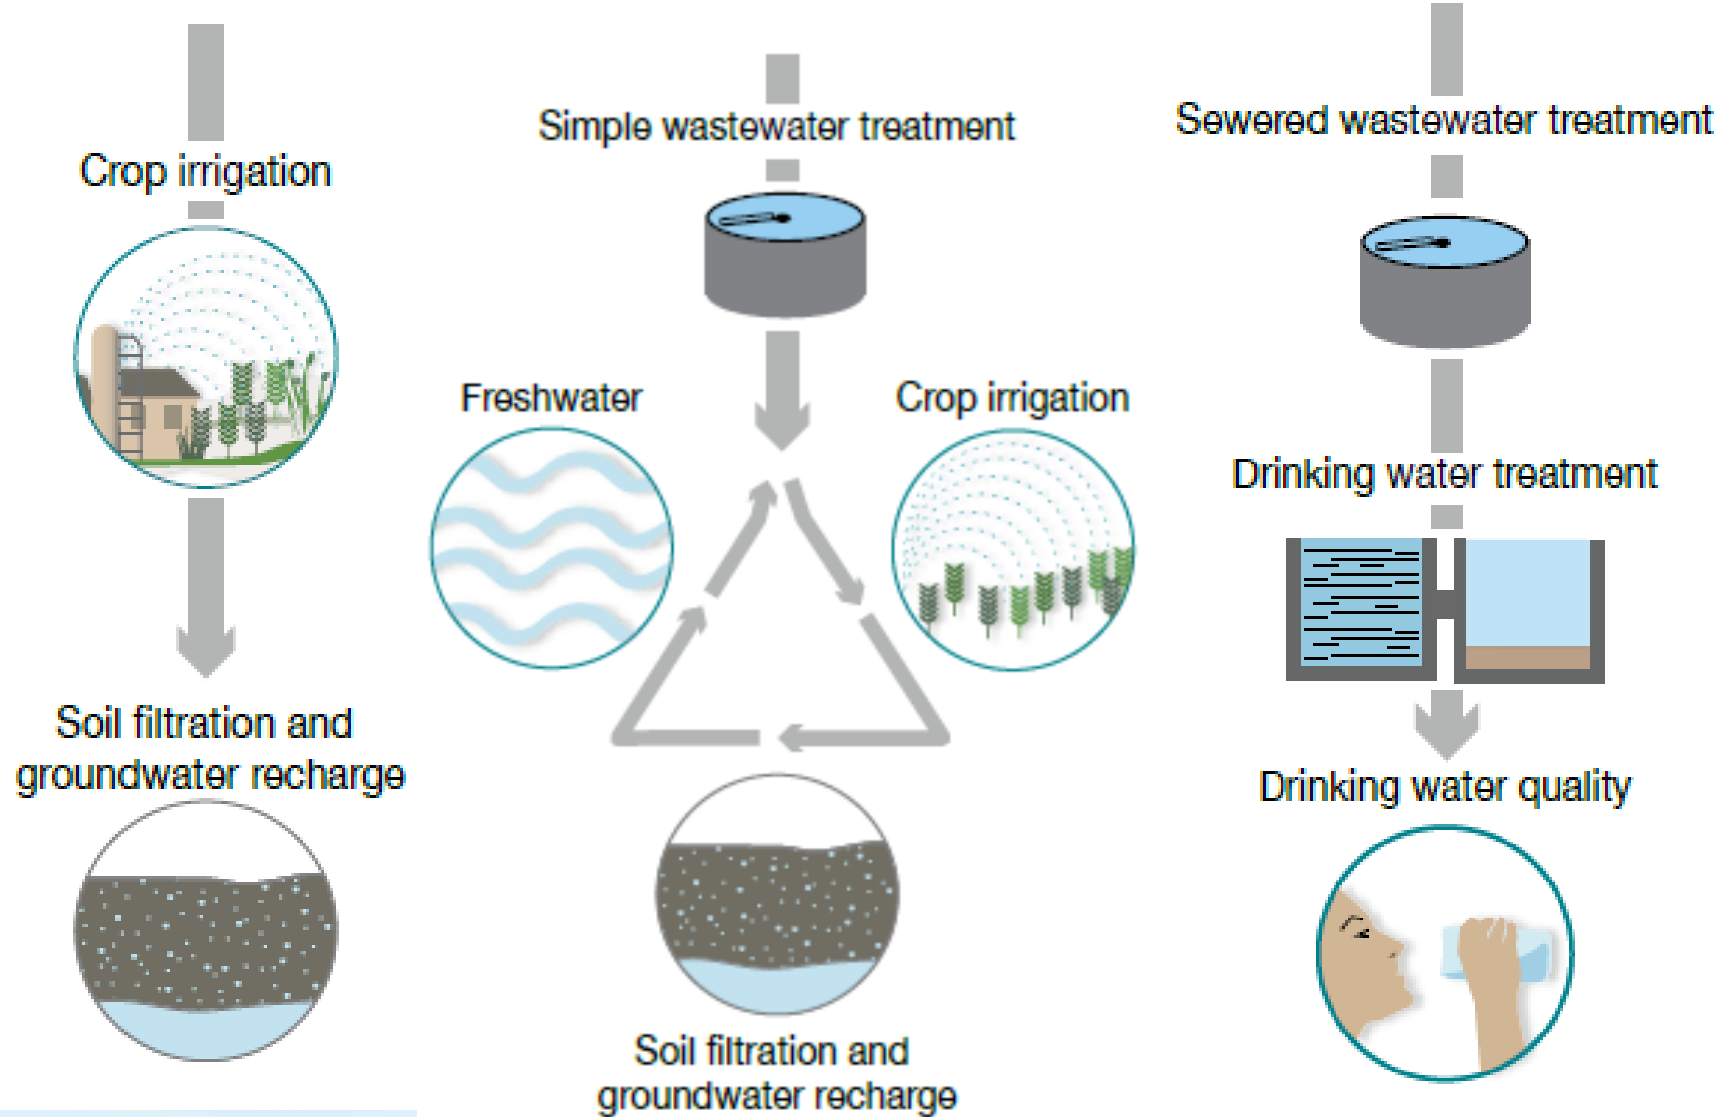 Crop irrigation
Soil filtration and
groundwater recharge
Simple wastewater treatment
Freshwater
Crop irrigation
Soil filtration and
groundwater recharge
Sewered wastewater treatment
Drinking water treatment
Drinking water quality